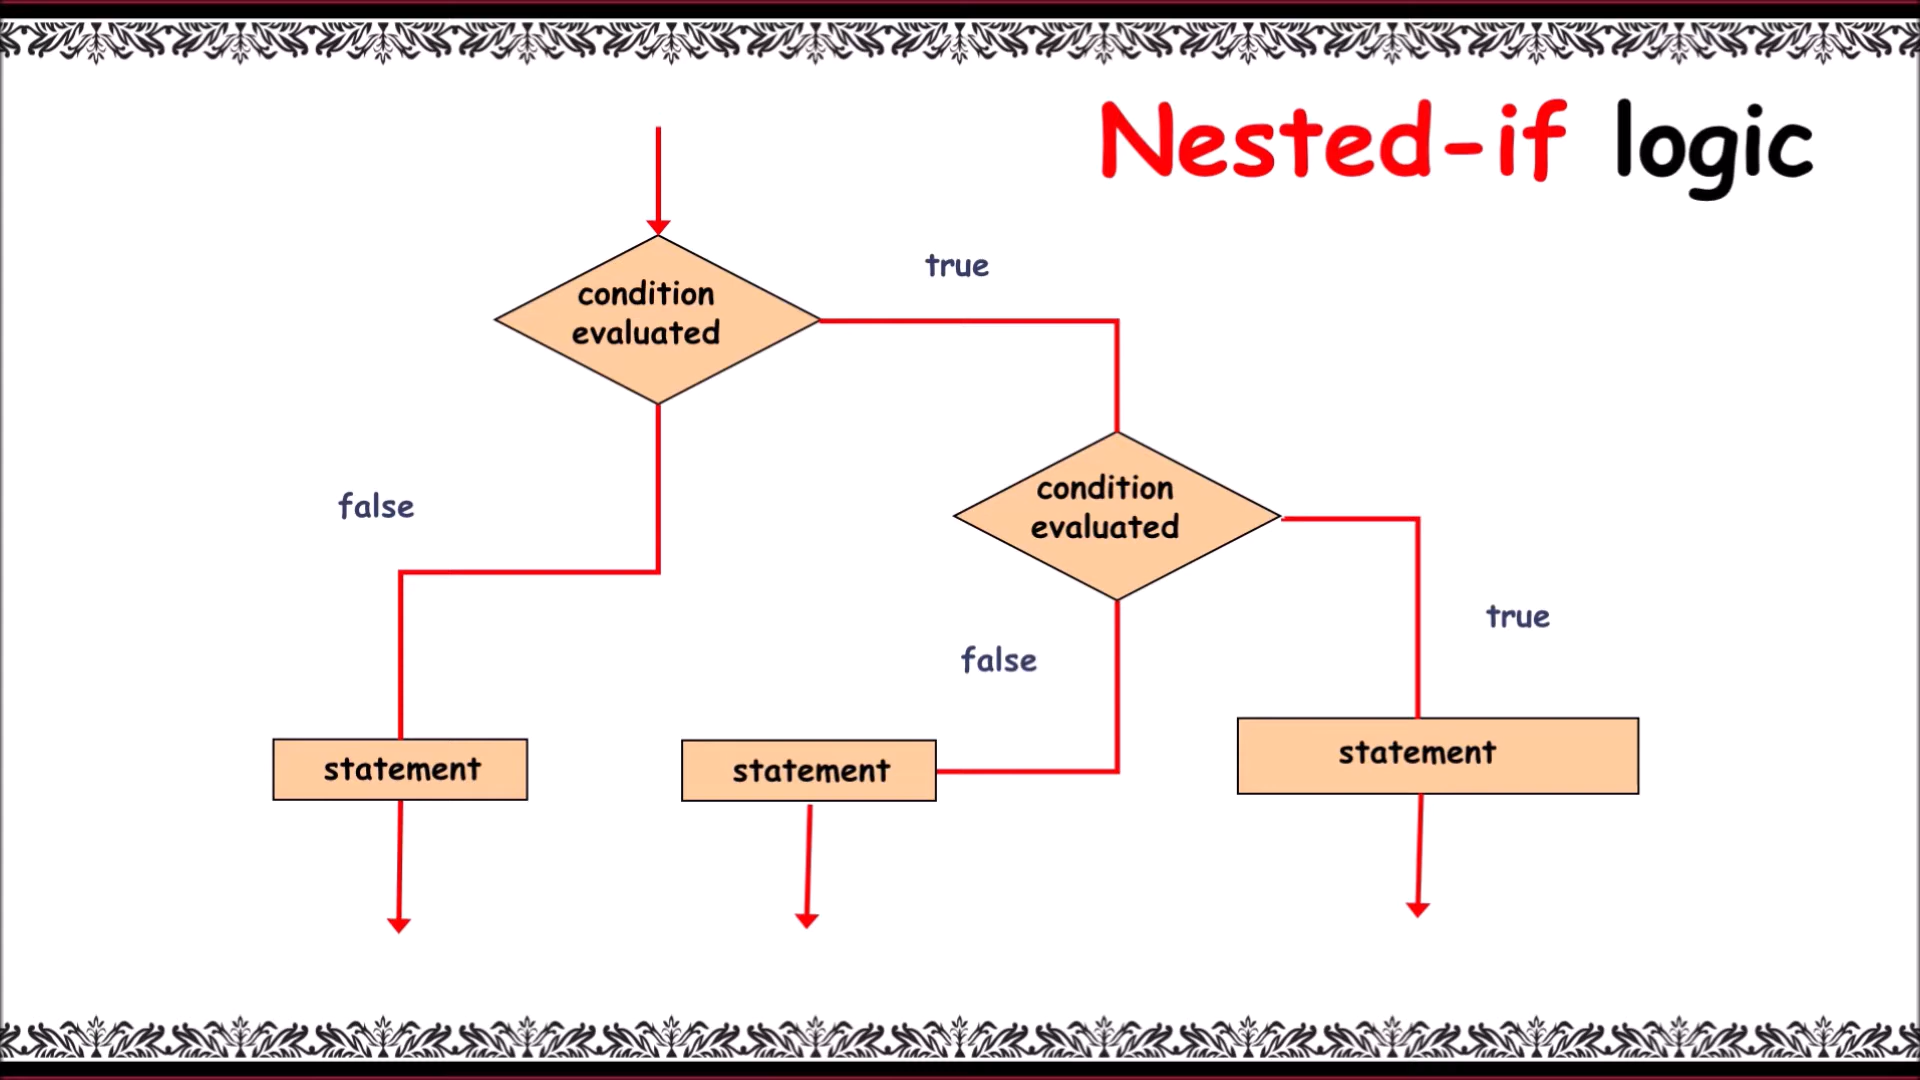 Nested-if logic
true
condition
evaluated
false
condition
evaluated
true
false
statement
statement
statement